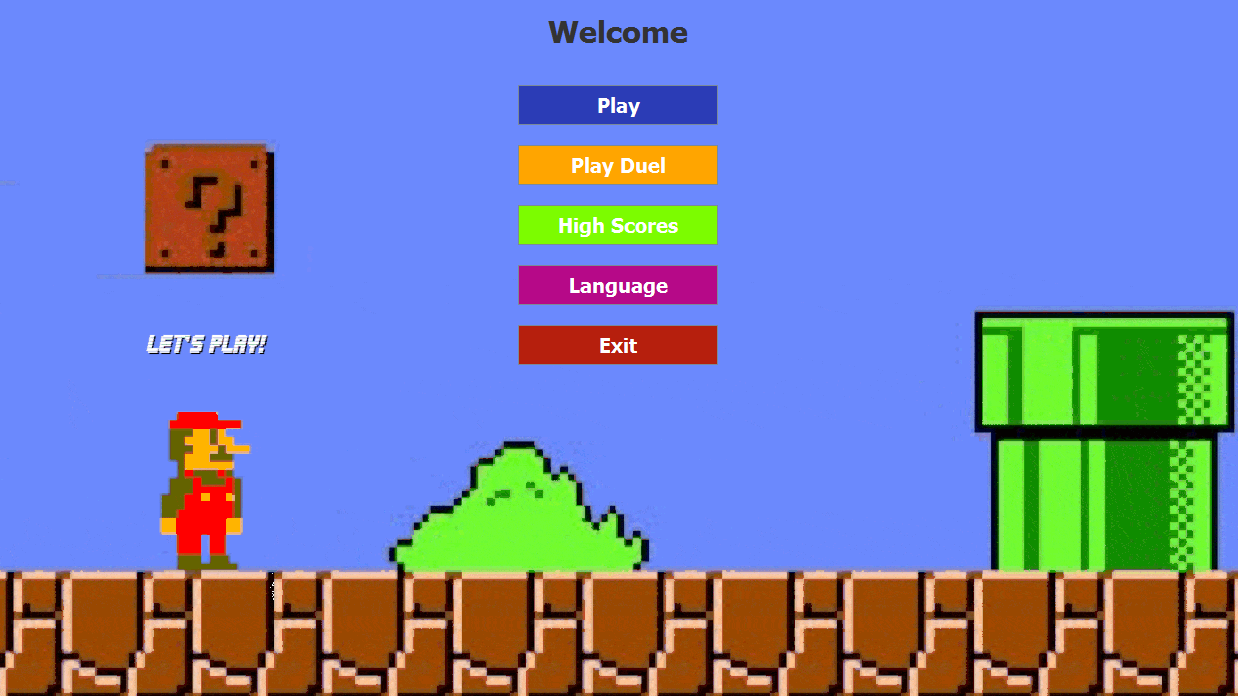 Welcome
Play
Play Duel
High Scores
Language
Exit
?
LET'S PLAY!